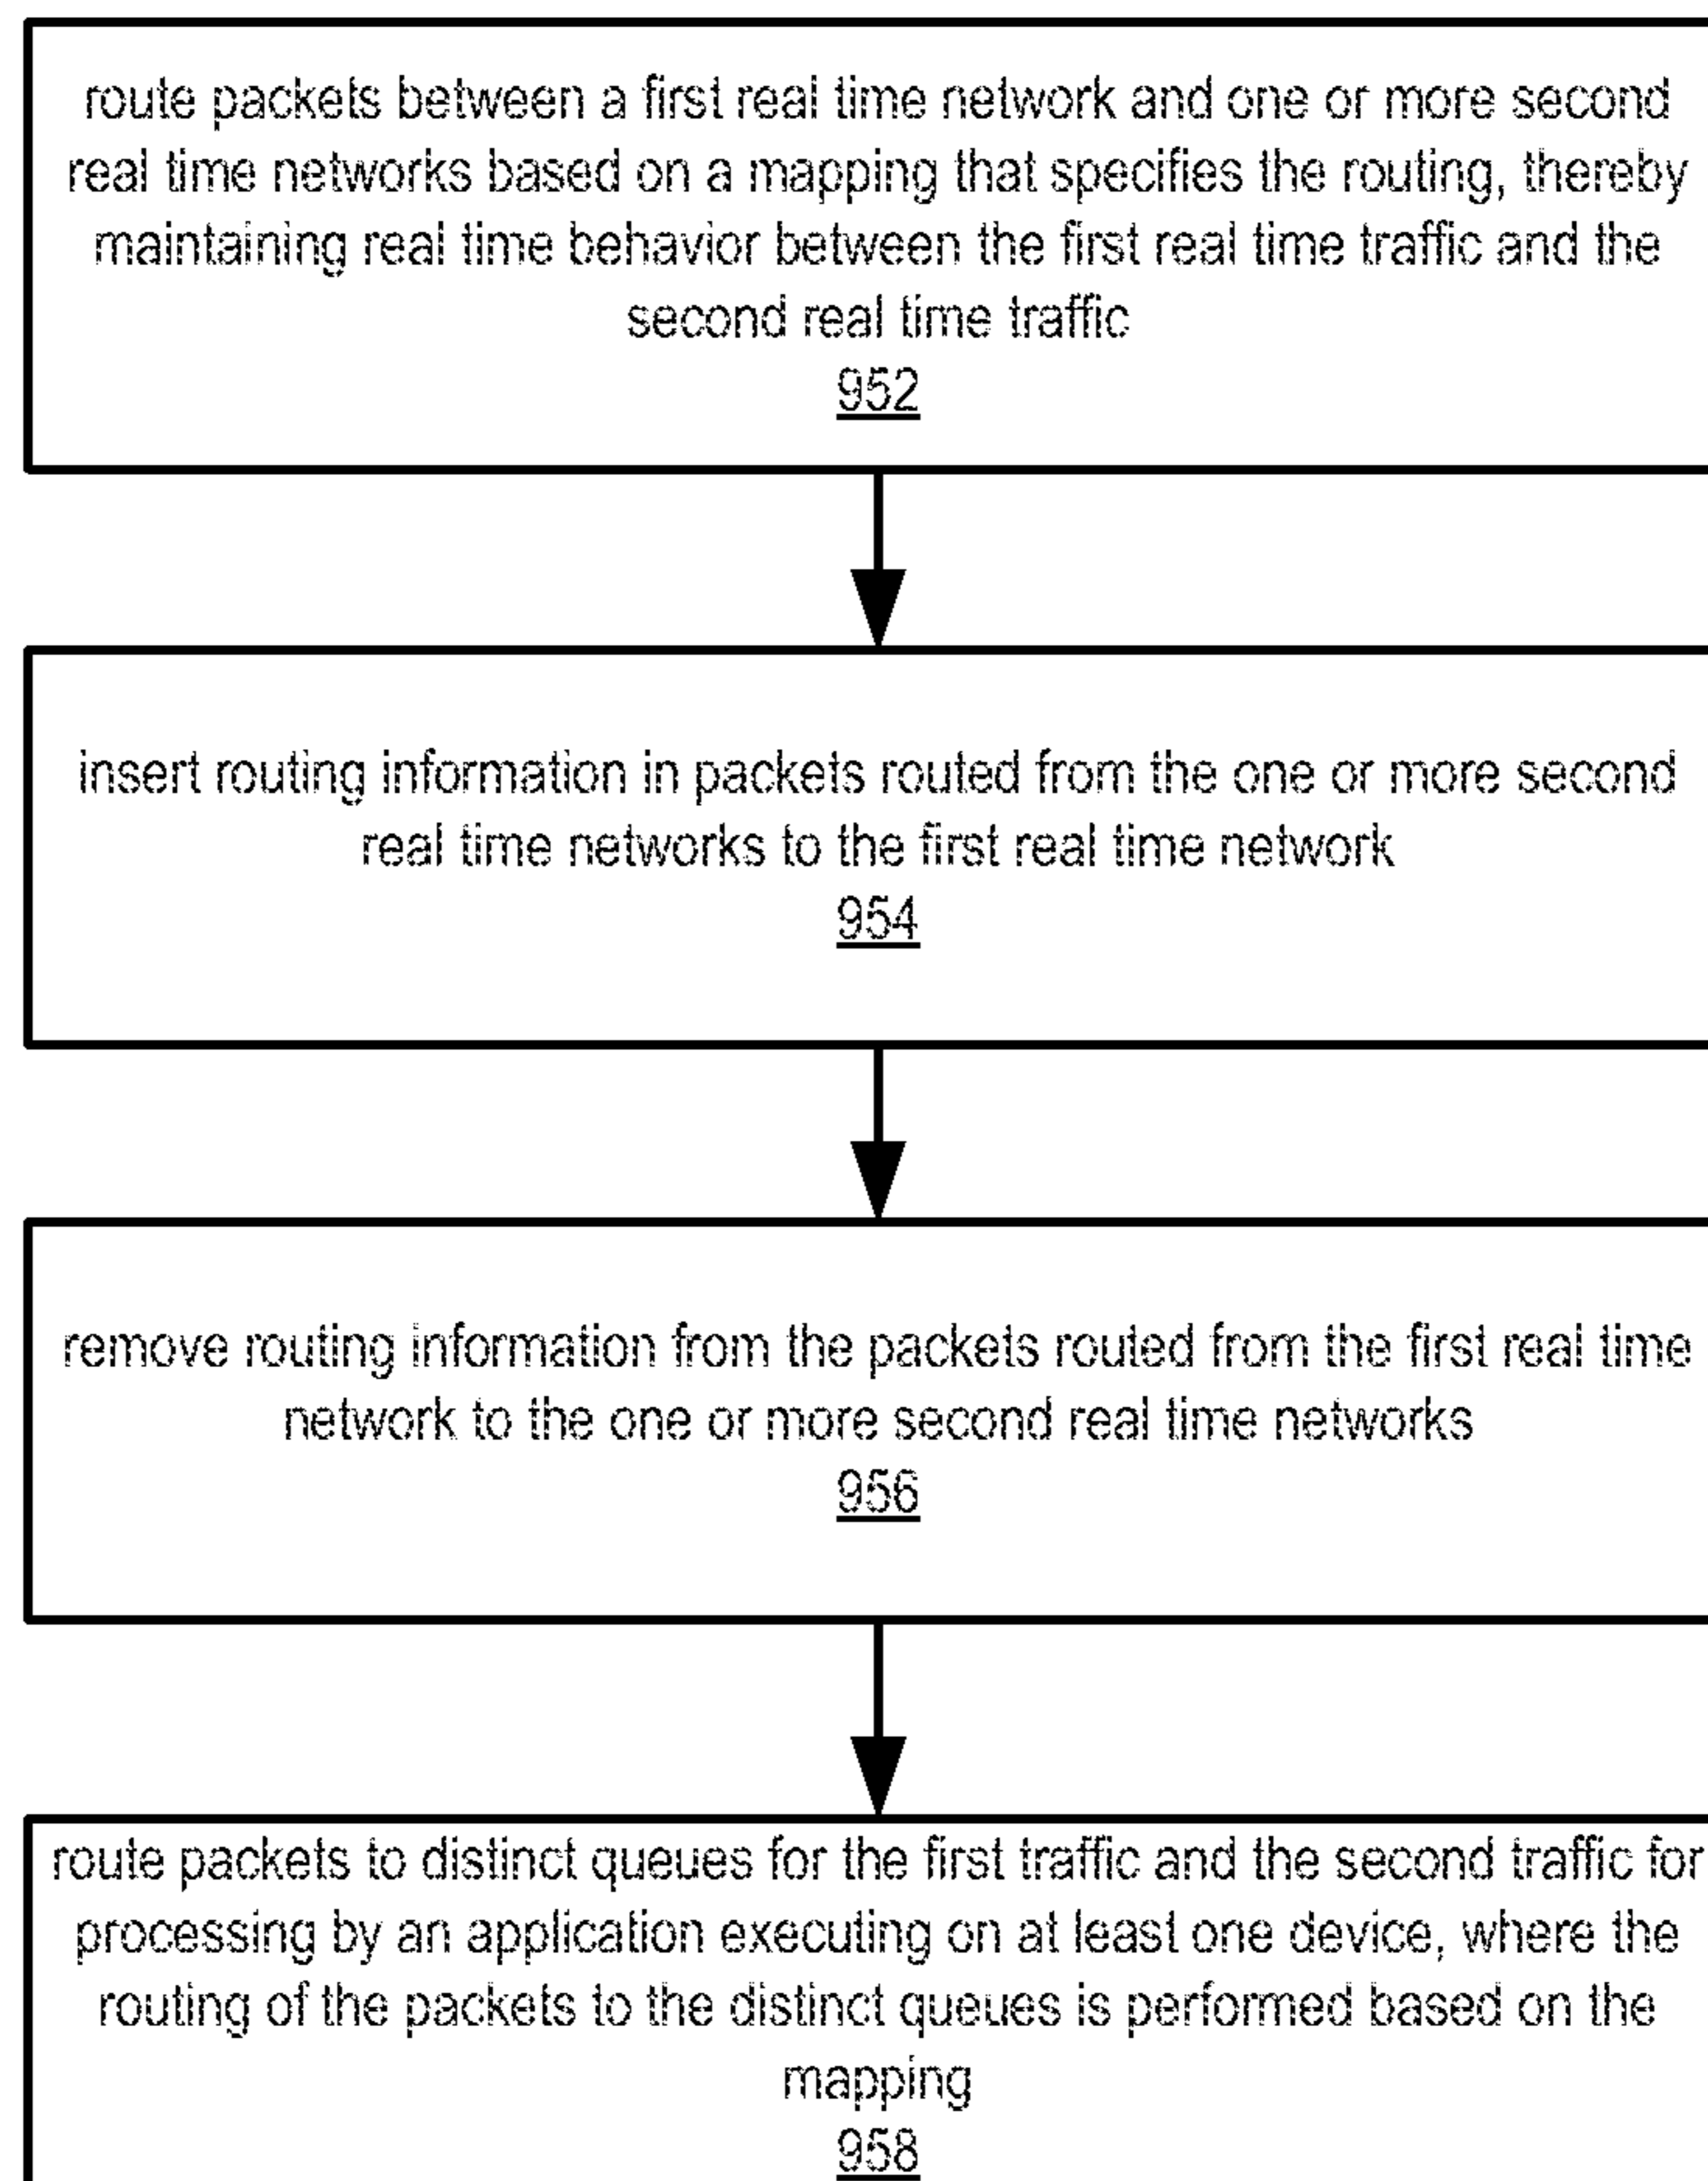 route packets between a first real time network and one or more second
real time networks based on a mapping that specifies the routing, thereby
maintaining real time behavior between the first real time traffic and the
second real time traffic
952
insert routing information in packets routed from the one or more second
real time networks to the first real time network
954
remove routing information from the packets routed from the first real time
network to the one or more second real time networks
956
route packets to distinct queues for the first traffic and the second traffic for
processing by an application executing on at least one device, where the
routing of the packets to the distinct queues is performed based on the
mapping
958